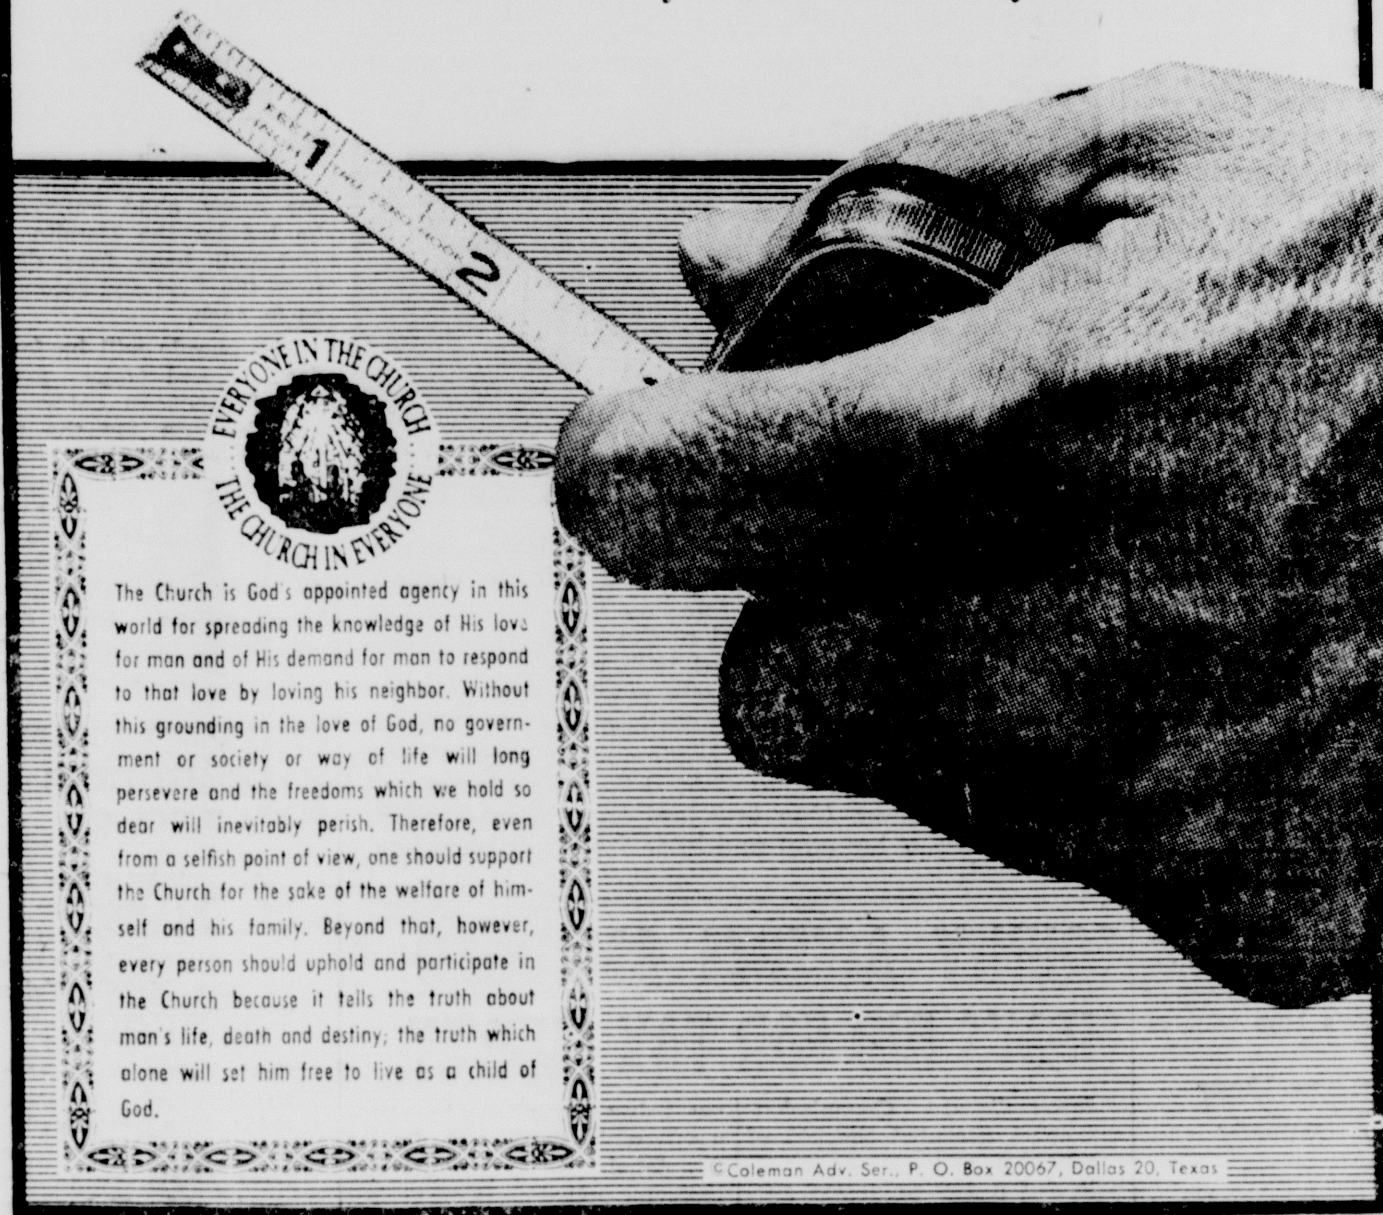 1
2
EVERYONE IN THE CHURCH
THE CHURCH IN EVERYONE
The Church is God's appointed agency in this
world for spreading the knowledge of His love
for man and of His demand for man to respond
to that love by loving his neighbor. Without
this grounding in the love of God, no govern-
ment or society or way of life will long
persevere and the freedoms which we hold so
dear will inevitably perish. Therefore, even
from a selfish point of view, one should support
the Church for the sake of the welfare of him-
self and his family. Beyond that, however,
every person should uphold and participate in
the Church because it tells the truth about
man's life, death and destiny; the truth which
alone will set him free to live as a child of
God.
© Coleman Adv. Ser., P. O. Box 20067, Dallas 20, Texas